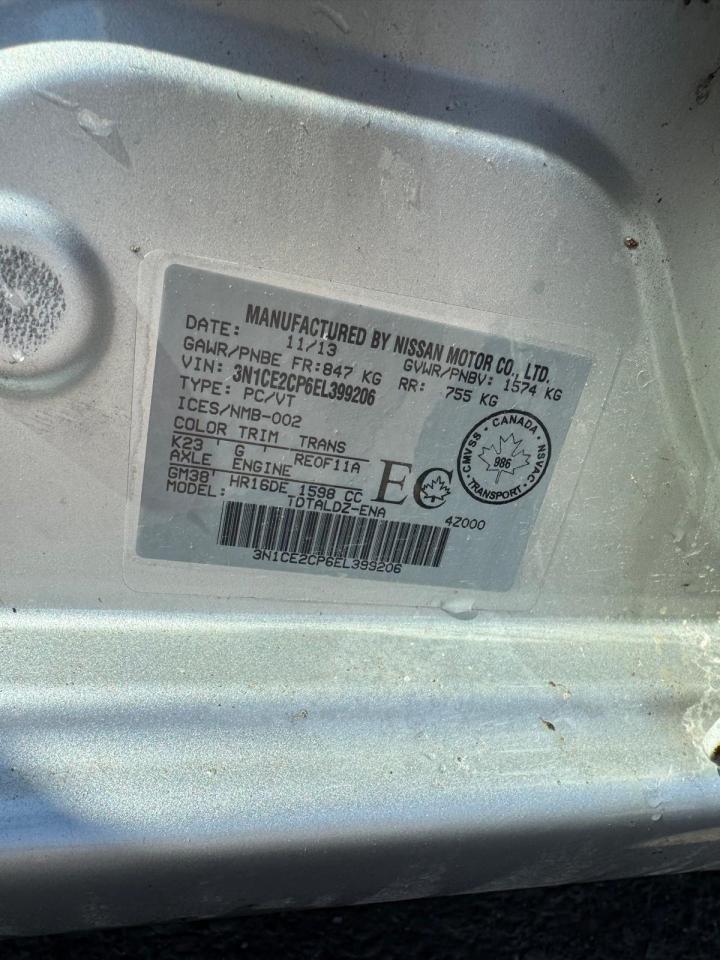 MANUFACTURED BY NISSAN MOTOR CO., LTD.
DATE: 11/13 GVWR/PNBV: 1574 KG
GAWR/PNBE FR:847 KG RR: 755 KG
VIN: 3N1CE2CP6EL399206
TYPE: PC/VT
ICES/NMB-002
COLOR TRIM TRANS
K23 G RE0F11A
AXLE ENGINE
GM38 HR16DE 1598 CC
MODEL: TDTALDZ-ENA
EC
4Z000
CANADA
CMVSS NSVAC
986
TRANSPORT
3N1CE2CP6EL399206